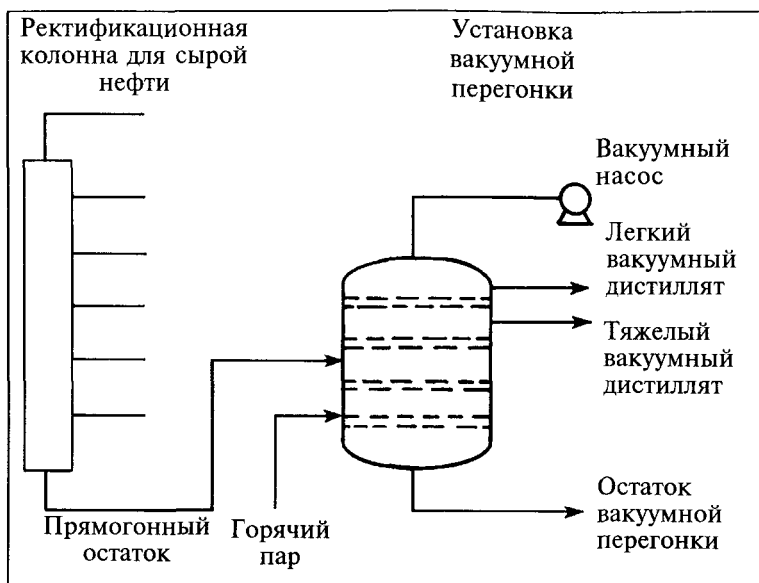 Ректификационная
колонна для сырой
нефти
Установка
вакуумной
перегонки
Вакуумный
насос
Легкий
вакуумный
дистиллят
Тяжелый
вакуумный
дистиллят
Прямогонный
остаток
Горячий
пар
Остаток
вакуумной
перегонки